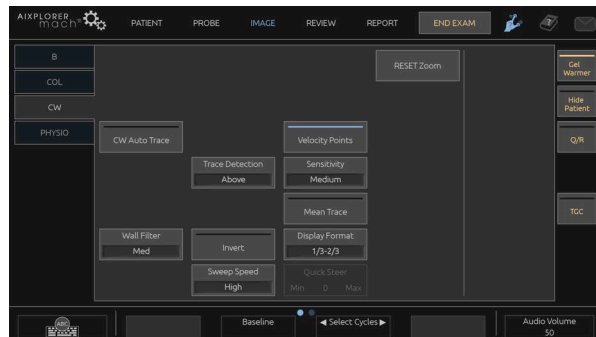 AIXPLORER
mach
PATIENT
PROBE
IMAGE
REVIEW
REPORT
END EXAM
?
B
COL
CW
PHYSIO
RESET Zoom
Gel
Warmer
Hide
Patient
Q/R
TGC
CW Auto Trace
Velocity Points
Trace Detection
Above
Sensitivity
Medium
Mean Trace
Wall Filter
Med
Invert
Display Format
1/3-2/3
Sweep Speed
High
Quick Steer
Min 0 Max
ABC
Baseline
◀ Select Cycles ▶
Audio Volume
50